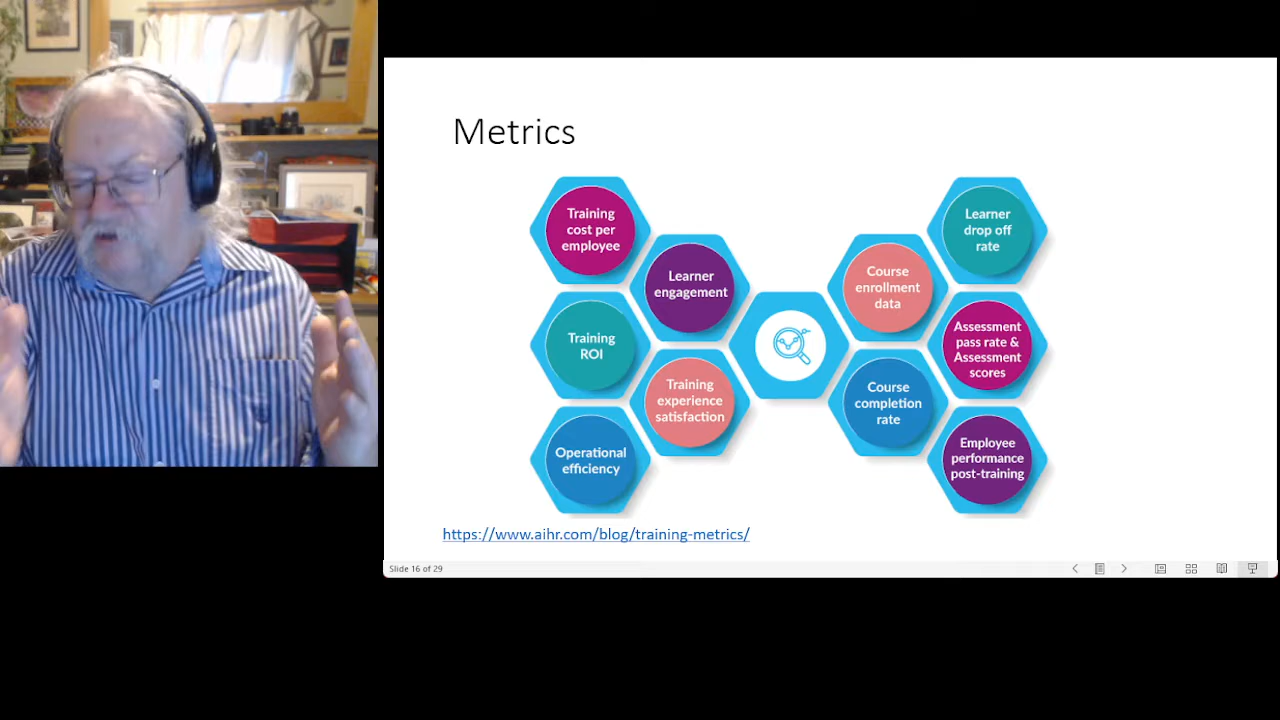 Metrics
Training
cost per
employee
Learner
engagement
Training
ROI
Training
experience
satisfaction
Operational
efficiency
Course
enrollment
data
Learner
drop off
rate
Assessment
pass rate &
Assessment
scores
Course
completion
rate
Employee
performance
post-training
https://www.aihr.com/blog/training-metrics/
Slide 16 of 29